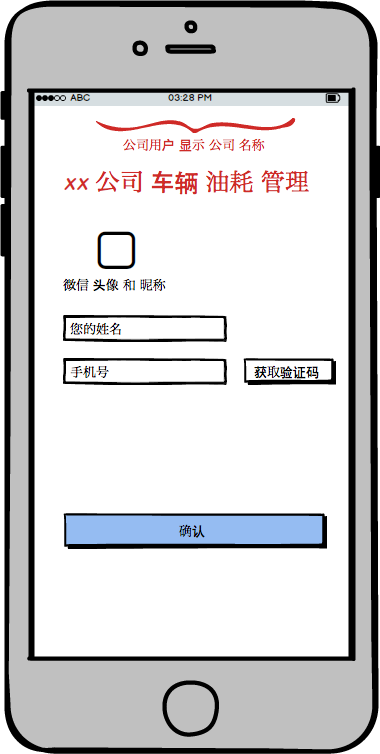 ABC 03:28 PM
公司用户 显示 公司 名称
xx 公司 车辆 油耗 管理
微信 头像 和 昵称
您的姓名
手机号 获取验证码
确认